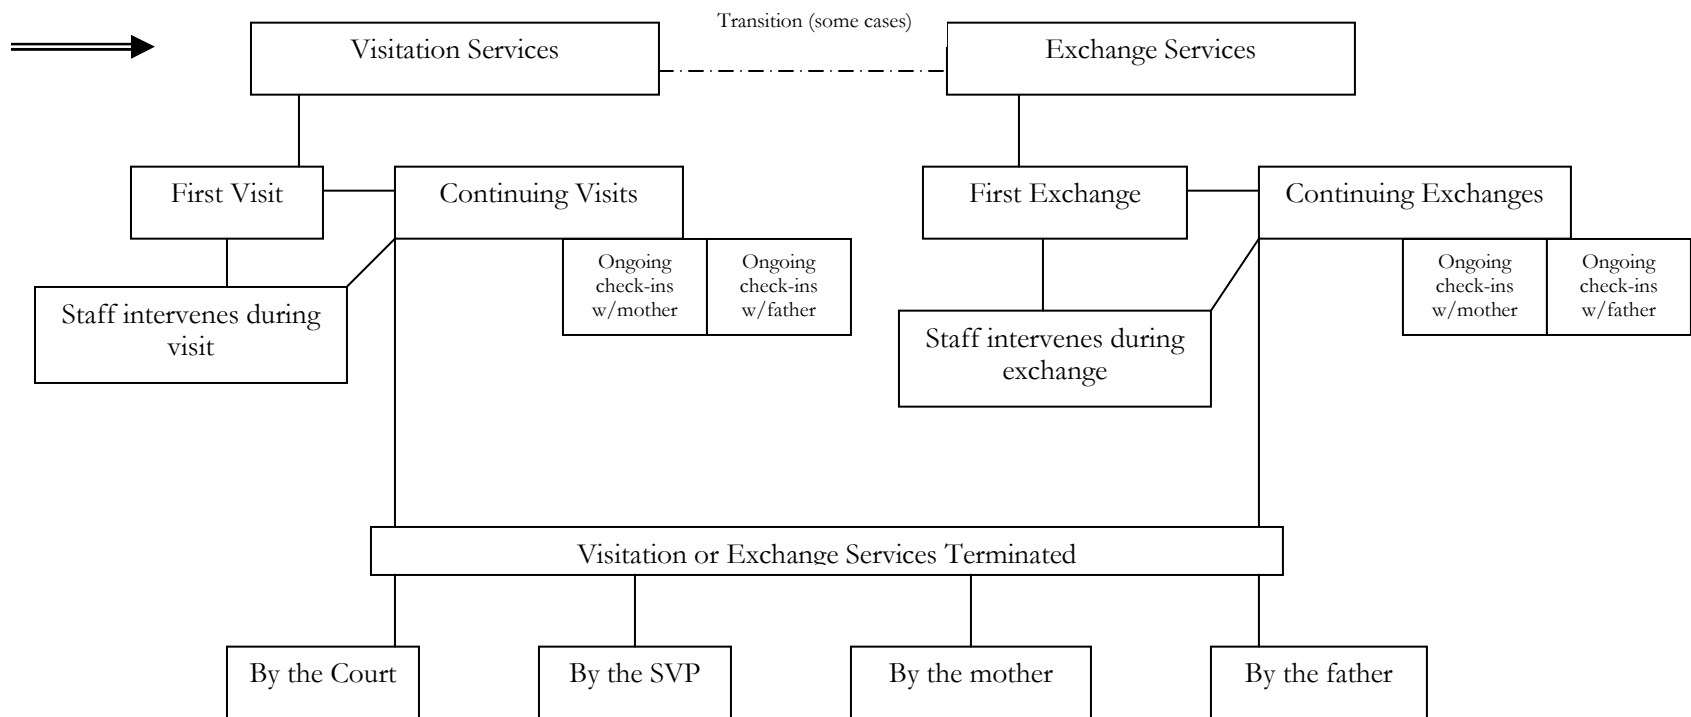 Transition (some cases)
Visitation Services
Exchange Services
First Visit
Continuing Visits
First Exchange
Continuing Exchanges
Ongoing
check-ins
w/mother
Ongoing
check-ins
w/father
Ongoing
check-ins
w/mother
Ongoing
check-ins
w/father
Staff intervenes during
visit
Staff intervenes during
exchange
Visitation or Exchange Services Terminated
By the Court
By the SVP
By the mother
By the father